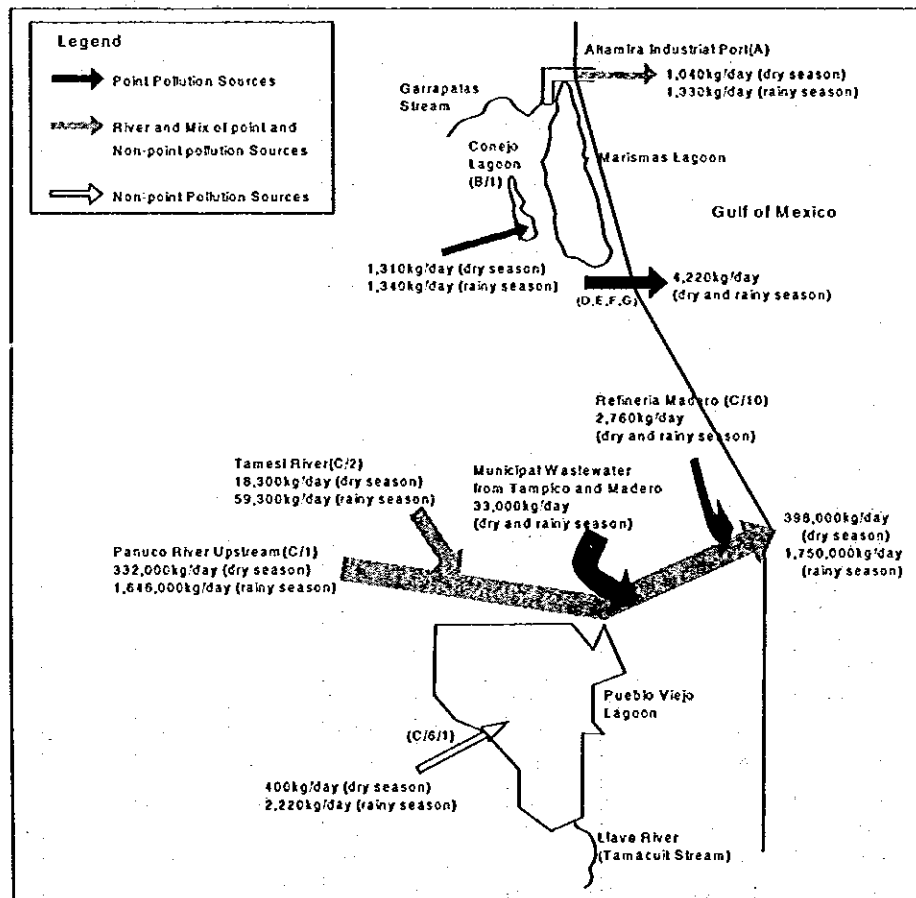 Legend
Point Pollution Sources
River and Mix of point and
Non-point pollution Sources
Non-point Pollution Sources
Altamira Industrial Port(A)
1,040kg/day (dry season)
1,330kg/day (rainy season)
Garrapatas
Stream
Conejo
Lagoon
(B/1)
Marismas Lagoon
Gulf of Mexico
1,310kg/day (dry season)
1,340kg/day (rainy season)
4,220kg/day
(dry and rainy season)
(D,E,F,G)
Refineria Madero (C/10)
2,760kg/day
(dry and rainy season)
Tamesi River(C/2)
18,300kg/day (dry season)
59,300kg/day (rainy season)
Municipal Wastewater
from Tampico and Madero
33,000kg/day
(dry and rainy season)
398,000kg/day
(dry season)
1,750,000kg/day
(rainy season)
Panuco River Upstream(C/1)
332,000kg/day (dry season)
1,646,000kg/day (rainy season)
Pueblo Viejo
Lagoon
(C/6/1)
400kg/day (dry season)
2,220kg/day (rainy season)
Llave River
(Tamacuit Stream)